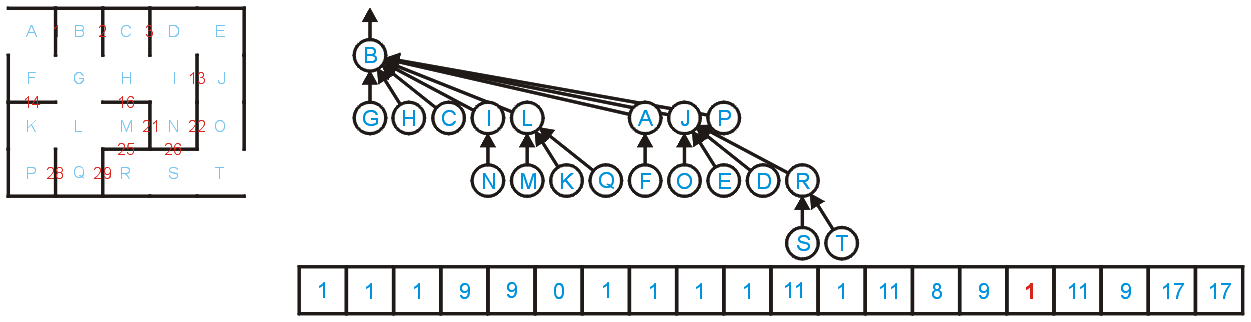 A 1 B 2 C 3 D E
F G H I 13 J
14 16
K L M 21 N 22 O
25 26
P 28 Q 29 R S T
B
G H C I L A J P
N M K Q F O E D R
S T
1 1 1 9 9 0 1 1 1 1 11 1 11 8 9 1 11 9 17 17